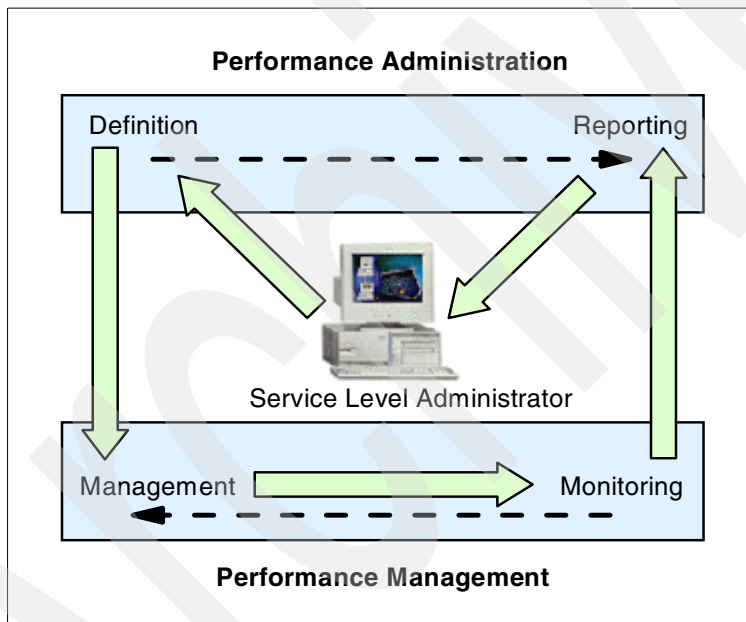 Performance Administration
Definition
Reporting
Service Level Administrator
Management
Monitoring
Performance Management